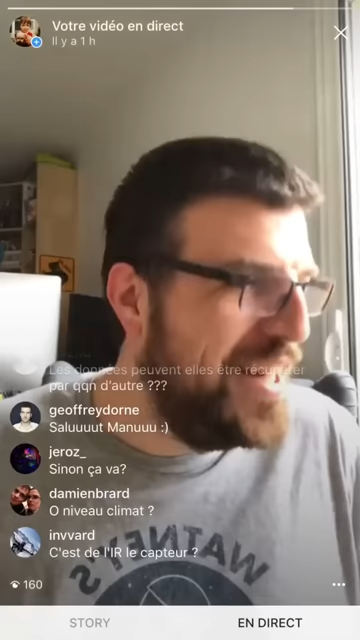 Votre vidéo en direct
Il y a 1 h
Les données peuvent elles être récupérer
par qqn d'autre ???
geoffreydorne
Saluuuut Manuuu :)
jeroz_
Sinon ça va?
damienbrard
O niveau climat ?
invvard
C'est de l'IR le capteur ?
WATNEY'S
160
STORY
EN DIRECT